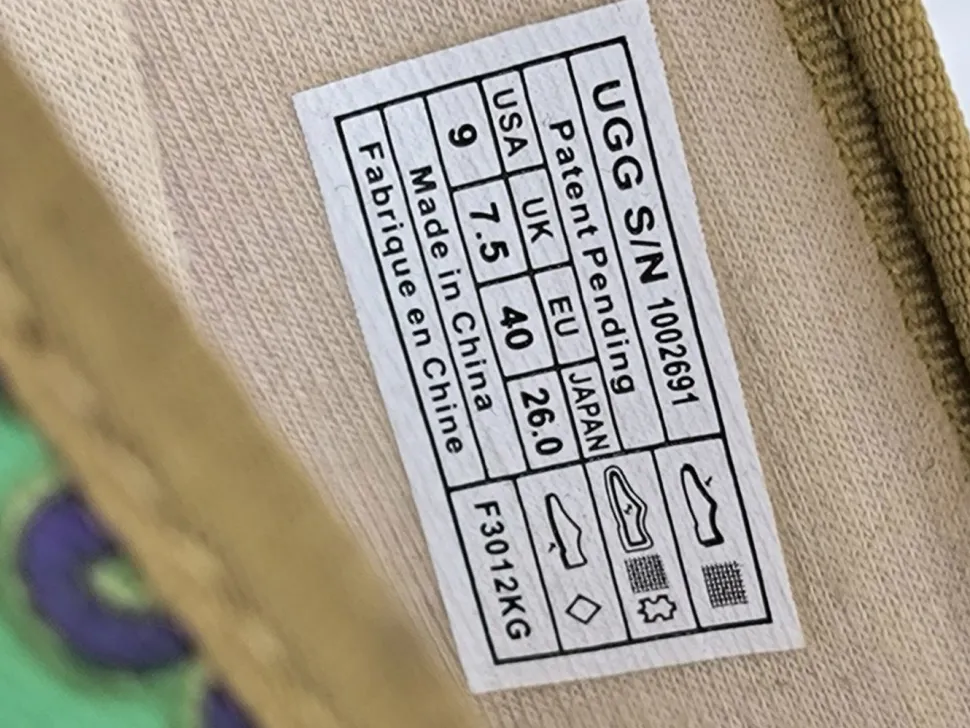 UGG S/N 1002691
Patent Pending
USA UK EU JAPAN
9 7.5 40 26.0
Made in China
Fabrique en Chine
F3012KG